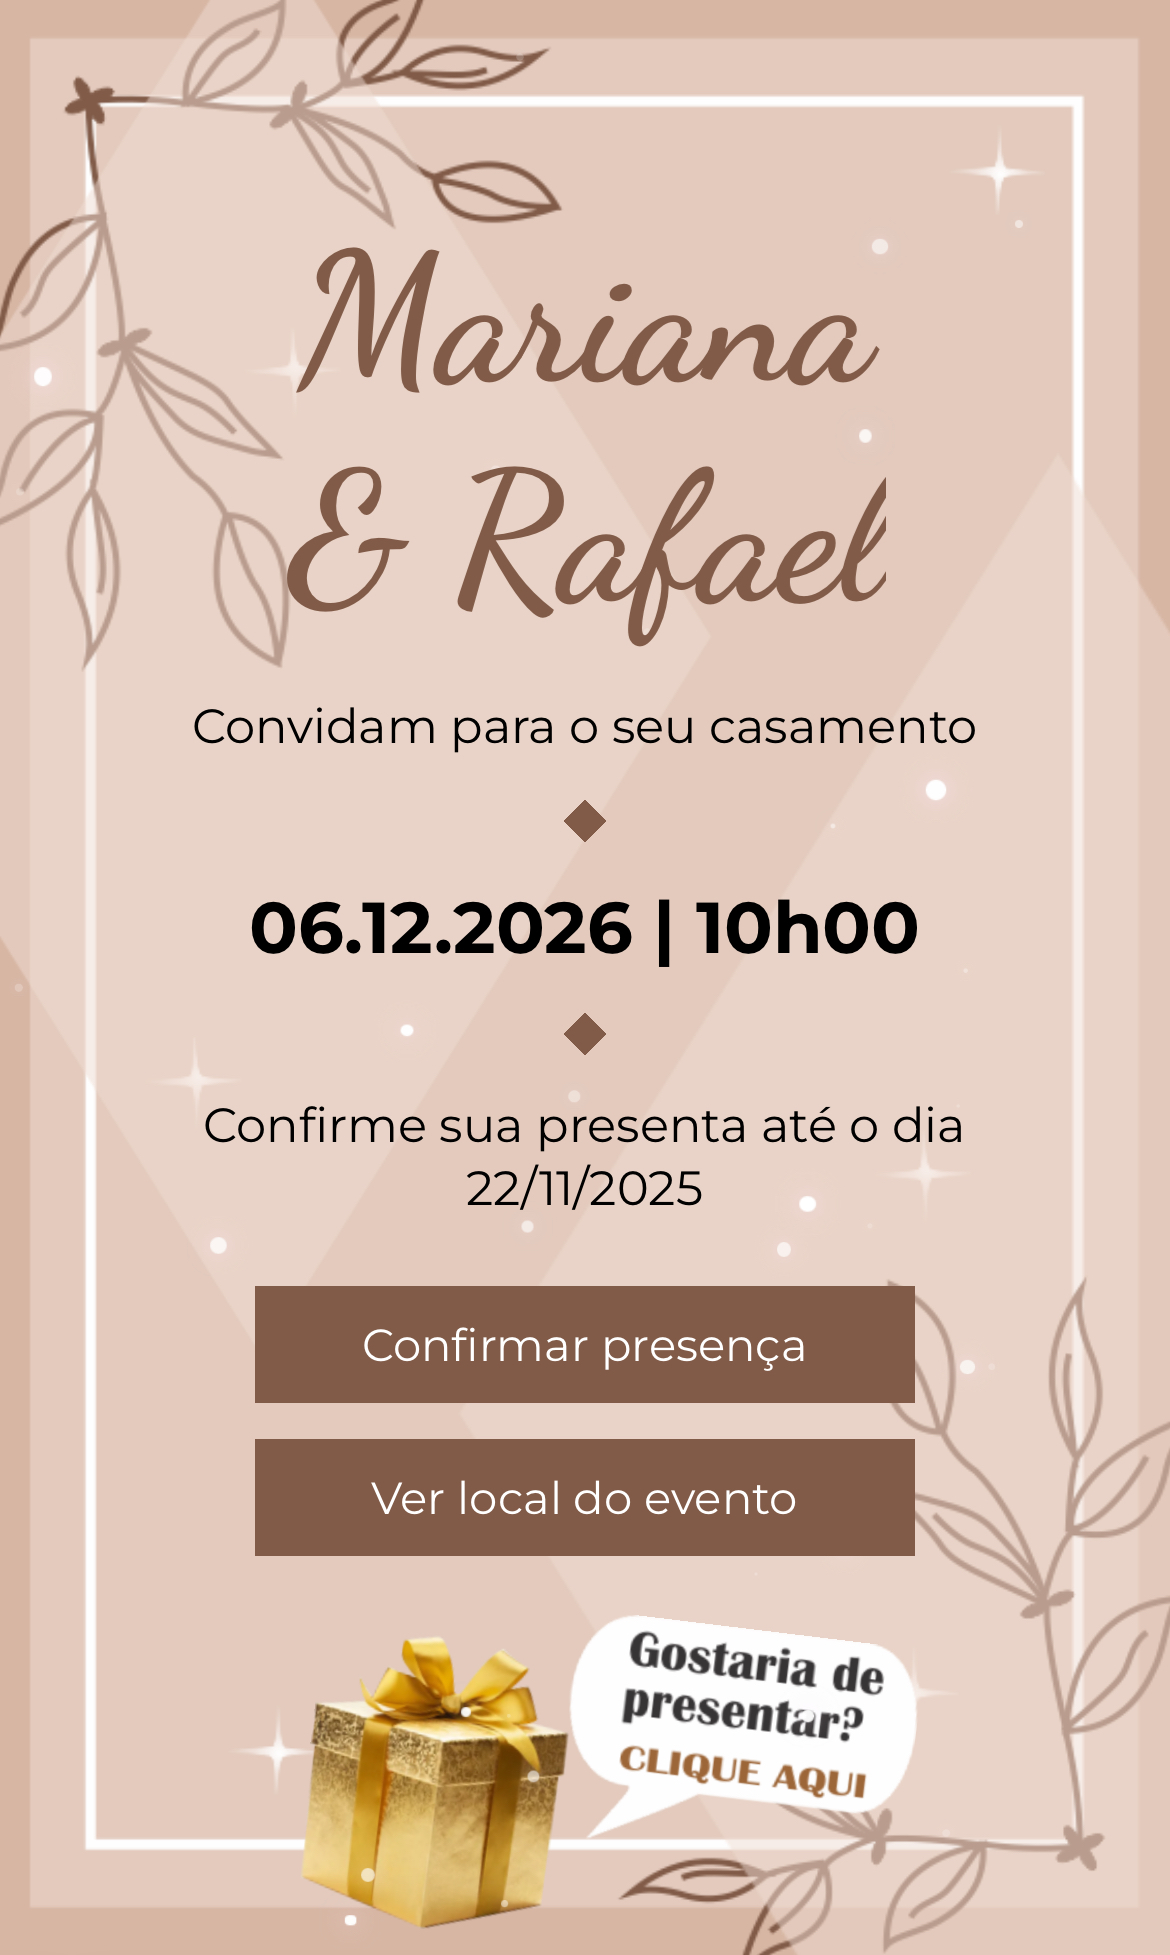 Mariana
& Rafael
Convidam para o seu casamento
06.12.2026 | 10h00
Confirme sua presenta até o dia
22/11/2025
Confirmar presença
Ver local do evento
Gostaria de
presentar?
CLIQUE AQUI